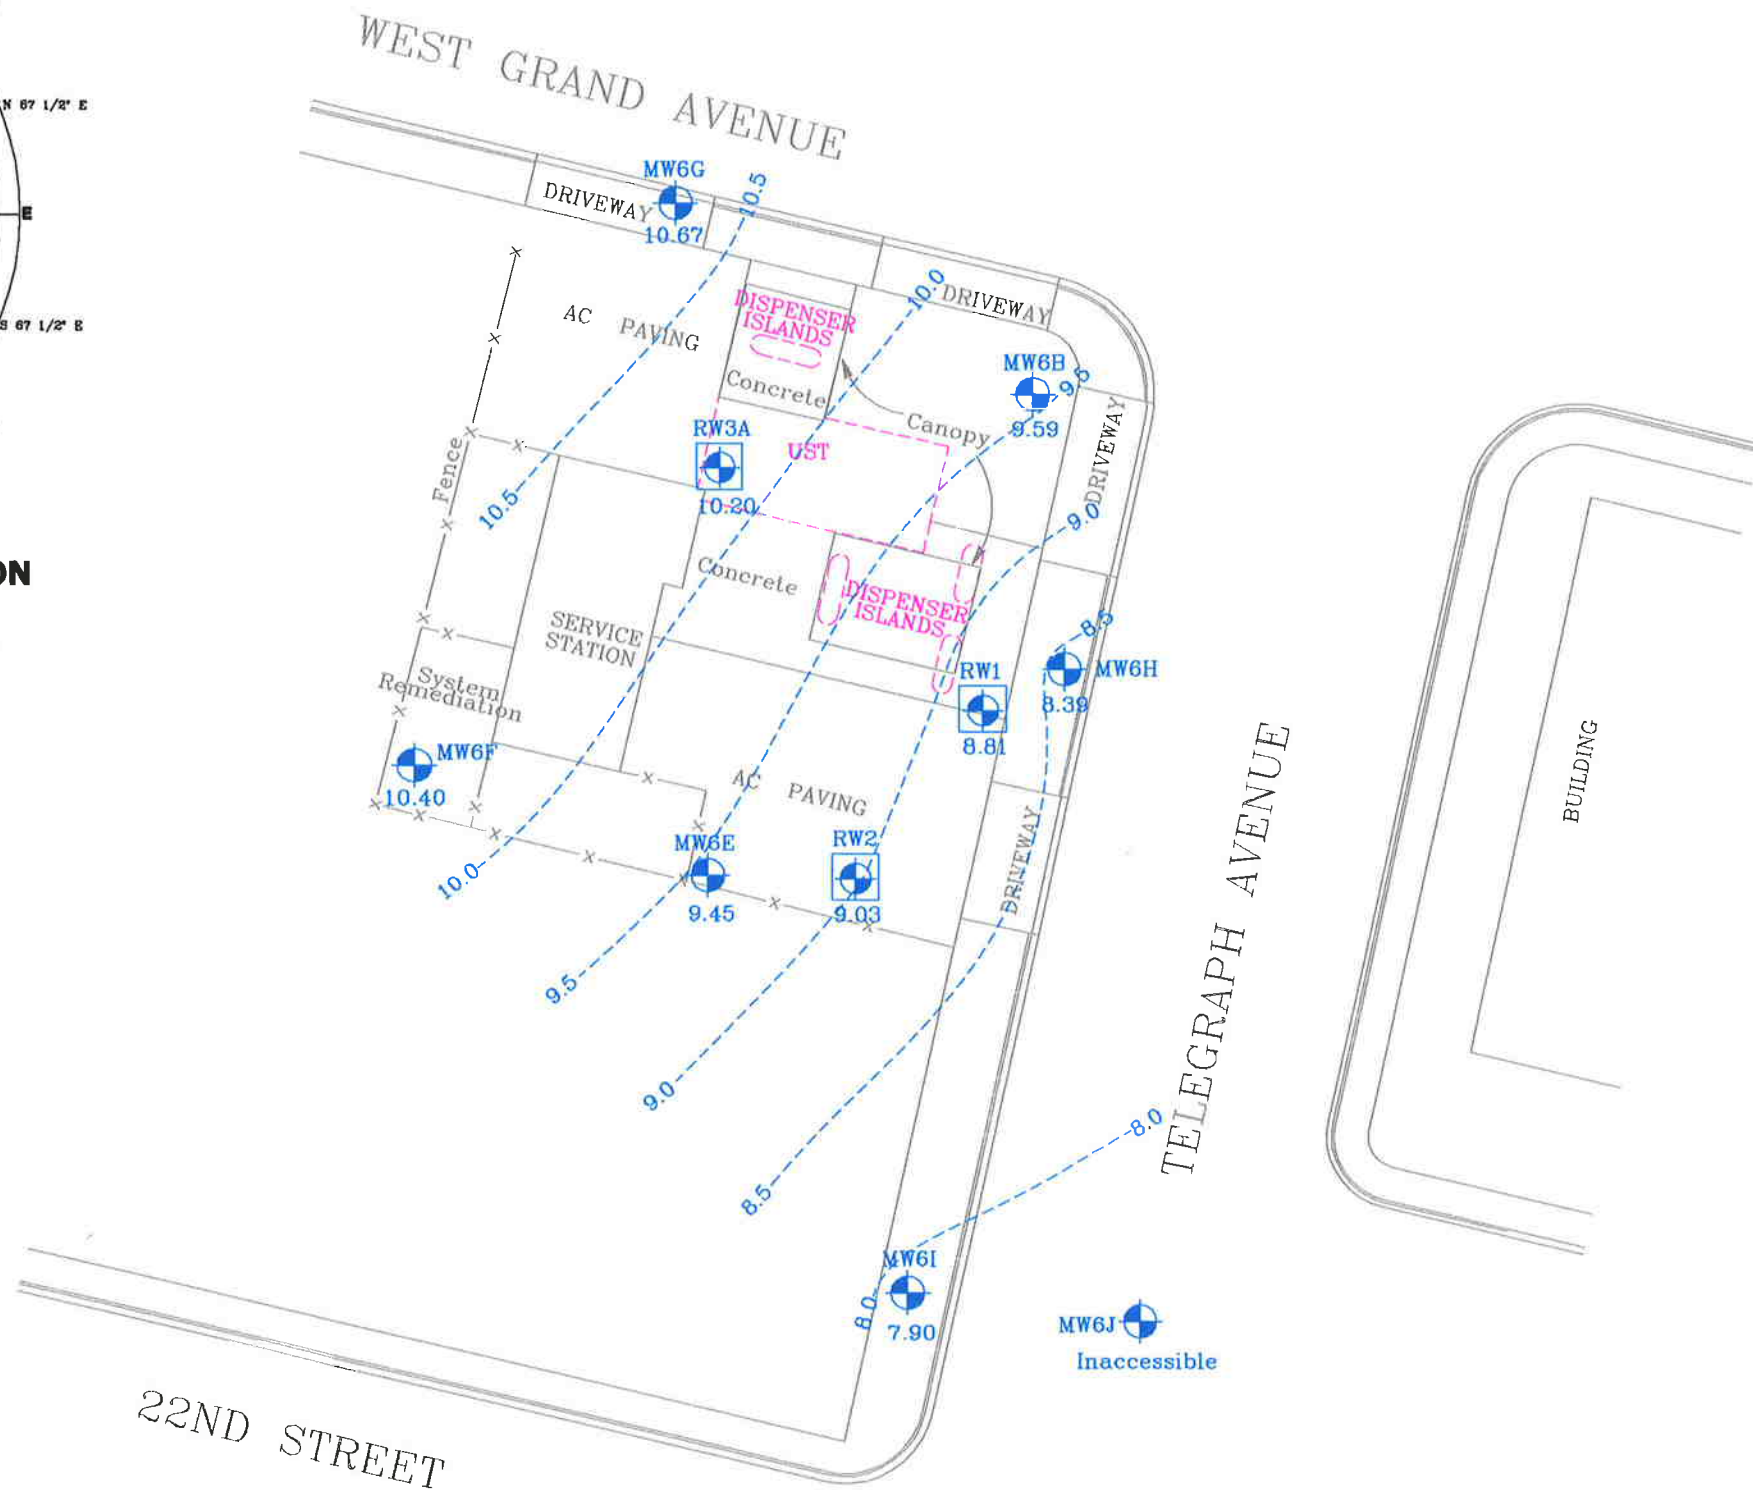 WEST GRAND AVENUE
N 67 1/2° E
E
S 67 1/2° E
ON
MW6G
10.67
DRIVEWAY
10.5
10.0
DRIVEWAY
DISPENSER
ISLANDS
AC PAVING
Concrete
Canopy
MW6B
9.5
9.59
DRIVEWAY
RW3A
10.20
UST
Fence
10.5
9.0
Concrete
DISPENSER
ISLANDS
SERVICE
STATION
8.5
MW6H
8.39
RW1
8.81
System
Remediation
MW6F
10.40
AC PAVING
MW6E
9.45
RW2
9.03
DRIVEWAY
10.0
9.5
9.0
8.5
8.0
TELEGRAPH AVENUE
BUILDING
MW6I
8.0
7.90
MW6J
Inaccessible
22ND STREET